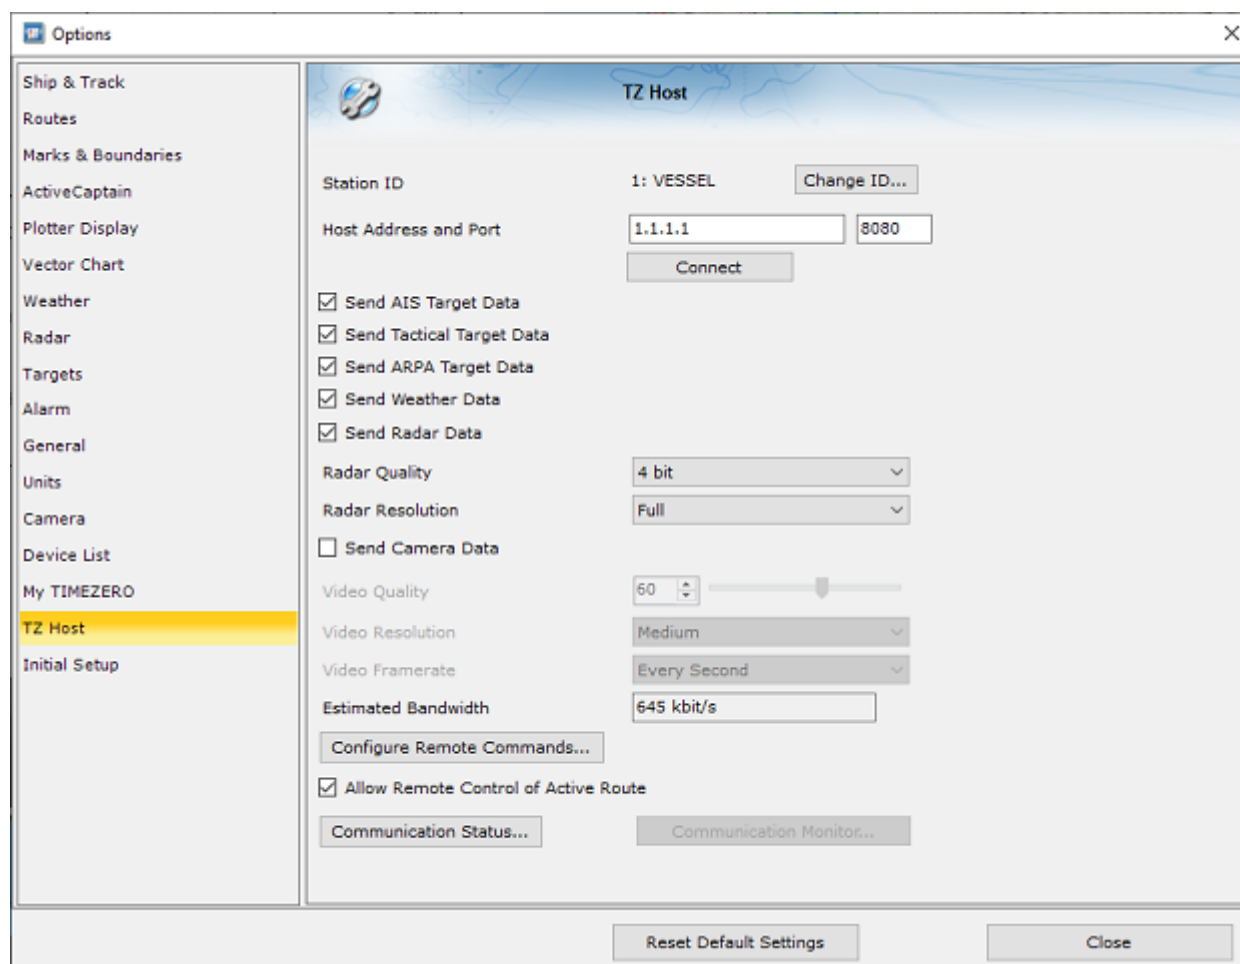 Options
Ship & Track
Routes
Marks & Boundaries
ActiveCaptain
Plotter Display
Vector Chart
Weather
Radar
Targets
Alarm
General
Units
Camera
Device List
My TIMEZERO
TZ Host
Initial Setup
TZ Host
Station ID 1: VESSEL Change ID...
Host Address and Port 1.1.1.1 8080
Connect
Send AIS Target Data
Send Tactical Target Data
Send ARPA Target Data
Send Weather Data
Send Radar Data
Radar Quality 4 bit
Radar Resolution Full
Send Camera Data
Video Quality 60
Video Resolution Medium
Video Framerate Every Second
Estimated Bandwidth 645 kbit/s
Configure Remote Commands...
Allow Remote Control of Active Route
Communication Status... Communication Monitor...
Reset Default Settings Close